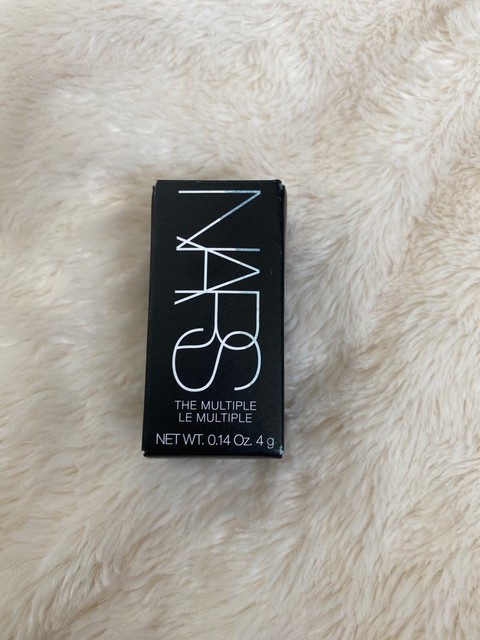 NARS
THE MULTIPLE
LE MULTIPLE
NET WT. 0.14 Oz. 4 g